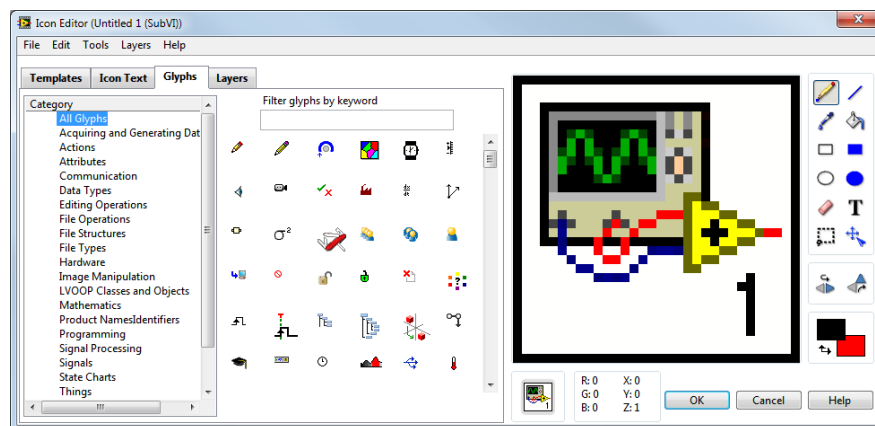 Icon Editor (Untitled 1 (SubVI))
File Edit Tools Layers Help
Templates Icon Text Glyphs Layers
Category
All Glyphs
Acquiring and Generating Dat
Actions
Attributes
Communication
Data Types
Editing Operations
File Operations
File Structures
File Types
Hardware
Image Manipulation
LVOOP Classes and Objects
Mathematics
Product NamesIdentifiers
Programming
Signal Processing
Signals
State Charts
Things
Filter glyphs by keyword
σ²
?
1
T
R: 0 X: 0
G: 0 Y: 0
B: 0 Z: 1
OK Cancel Help